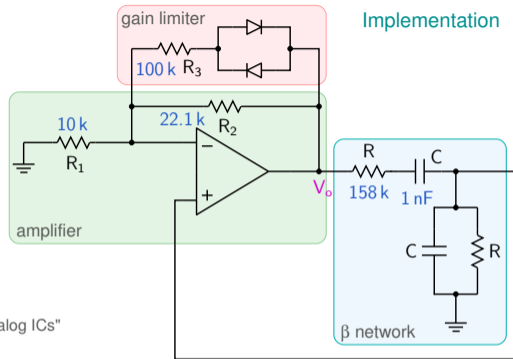 gain limiter
Implementation
100 k R3
10 k
22.1 k
R2
R1
−
+
Vo
R
C
158 k
1 nF
amplifier
C
R
alog ICs"
β network